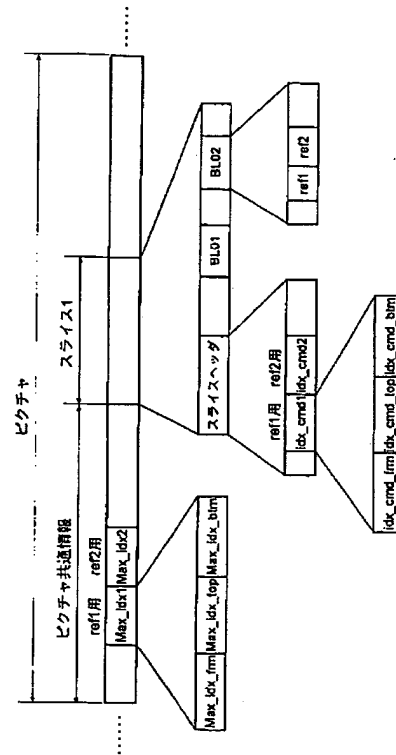 ピクチャ
ピクチャ共通情報
スライス1
ref1用 ref2用
Max_idx1 Max_idx2
Max_idx_frm Max_idx_top Max_idx_btm
スライスヘッダ BL01 BL02
ref1用 ref2用
idx_cmd1 idx_cmd2
ref1 ref2
idx_cmd_frm idx_cmd_top idx_cmd_btm